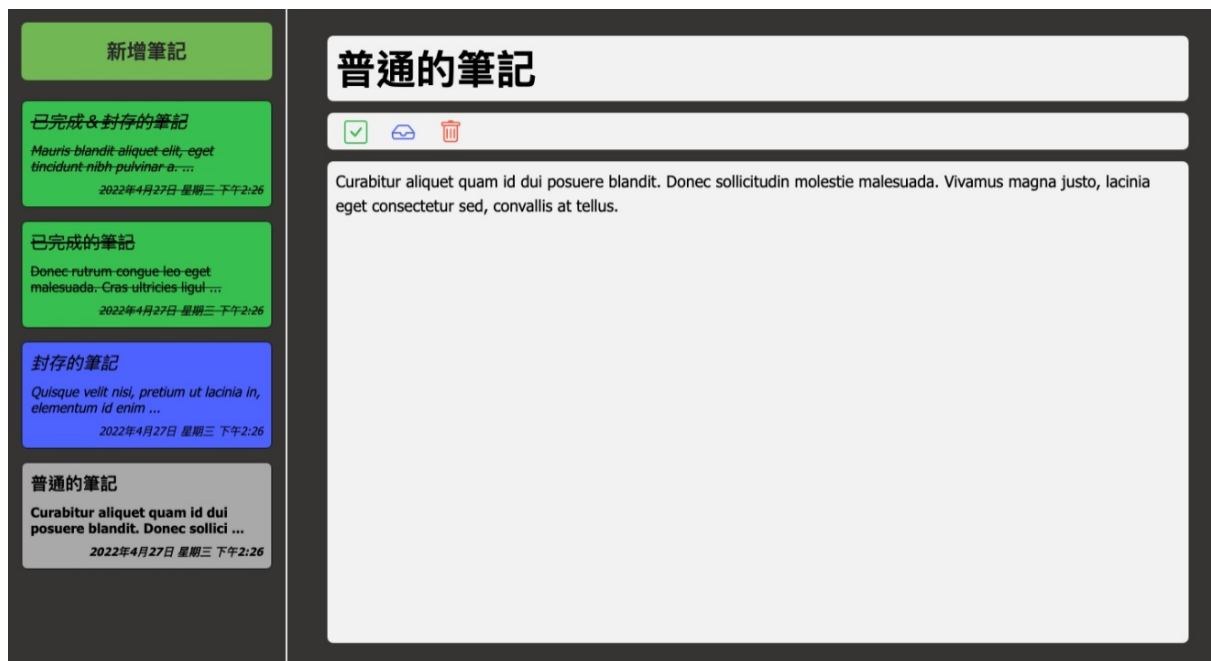 新增筆記
已完成&封存的筆記
Mauris blandit aliquet elit, eget
tincidunt nibh pulvinar a. ...
2022年4月27日 星期三 下午2:26
已完成的筆記
Donec rutrum congue leo eget
malesuada. Cras ultricies ligul ...
2022年4月27日 星期三 下午2:26
封存的筆記
Quisque velit nisi, pretium ut lacinia in,
elementum id enim ...
2022年4月27日 星期三 下午2:26
普通的筆記
Curabitur aliquet quam id dui
posuere blandit. Donec sollici ...
2022年4月27日 星期三 下午2:26
普通的筆記
Curabitur aliquet quam id dui posuere blandit. Donec sollicitudin molestie malesuada. Vivamus magna justo, lacinia
eget consectetur sed, convallis at tellus.